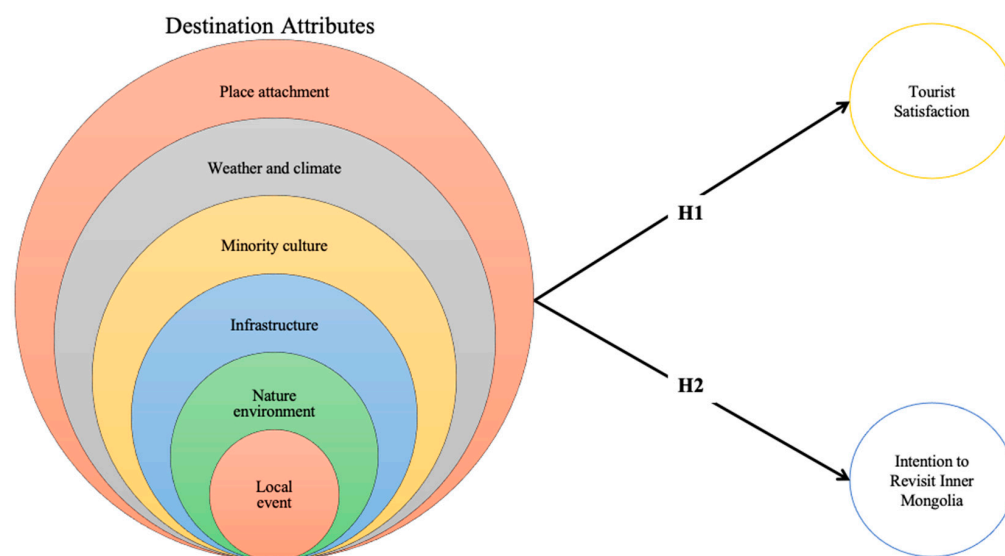 Destination Attributes
Place attachment
Weather and climate
Minority culture
Infrastructure
Nature
environment
Local
event
H1
H2
Tourist
Satisfaction
Intention to
Revisit Inner
Mongolia